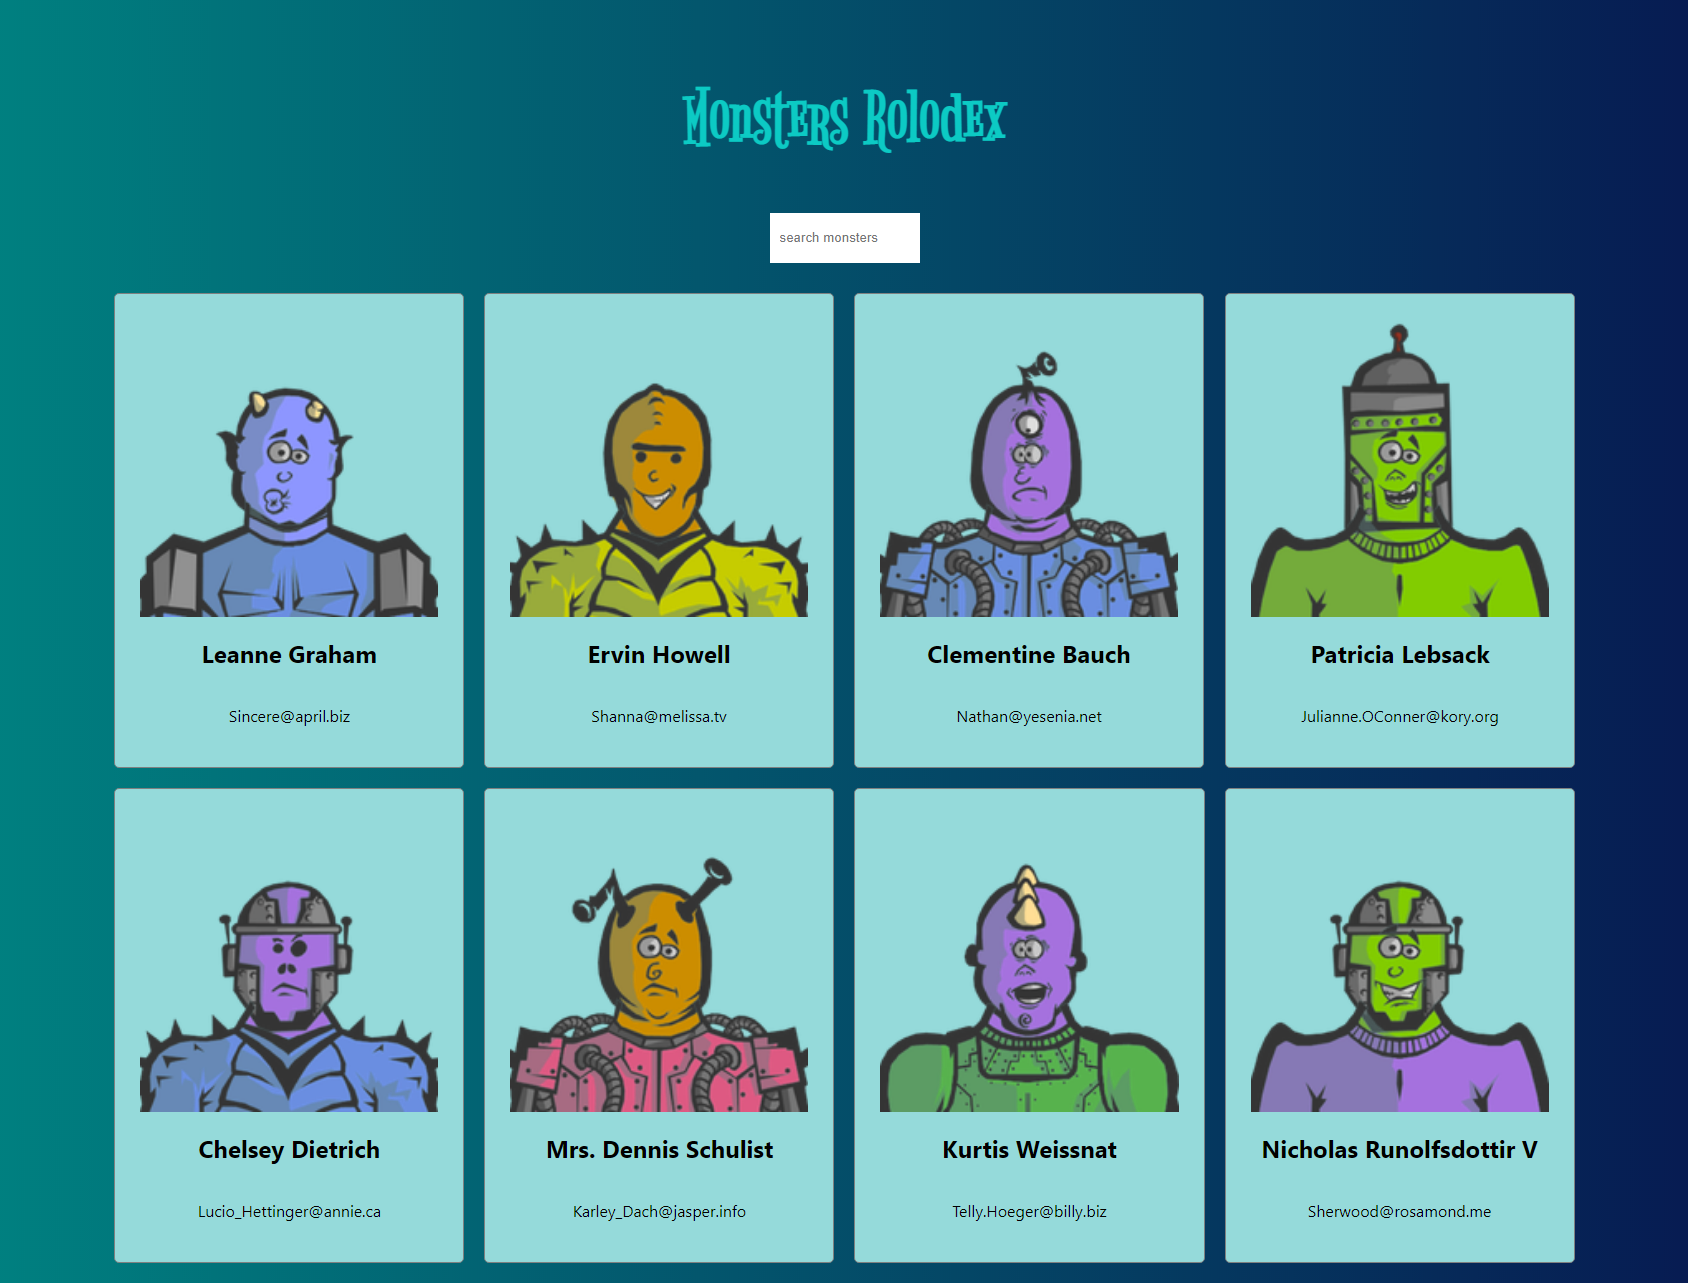 Monsters Rolodex
search monsters
Leanne Graham
Ervin Howell
Clementine Bauch
Patricia Lebsack
Sincere@april.biz
Shanna@melissa.tv
Nathan@yesenia.net
Julianne.OConner@kory.org
Chelsey Dietrich
Mrs. Dennis Schulist
Kurtis Weissnat
Nicholas Runolfsdottir V
Lucio_Hettinger@annie.ca
Karley_Dach@jasper.info
Telly.Hoeger@billy.biz
Sherwood@rosamond.me